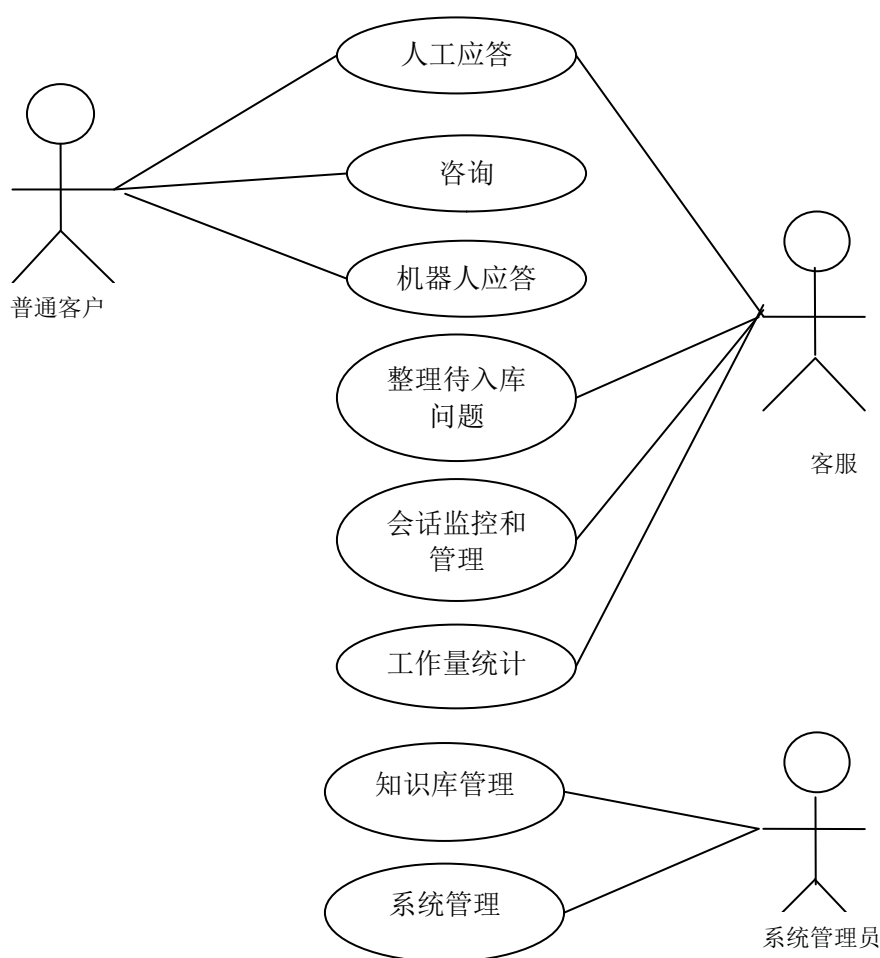 人工应答
咨询
机器人应答
普通客户
整理待入库
问题
客服
会话监控和
管理
工作量统计
知识库管理
系统管理
系统管理员